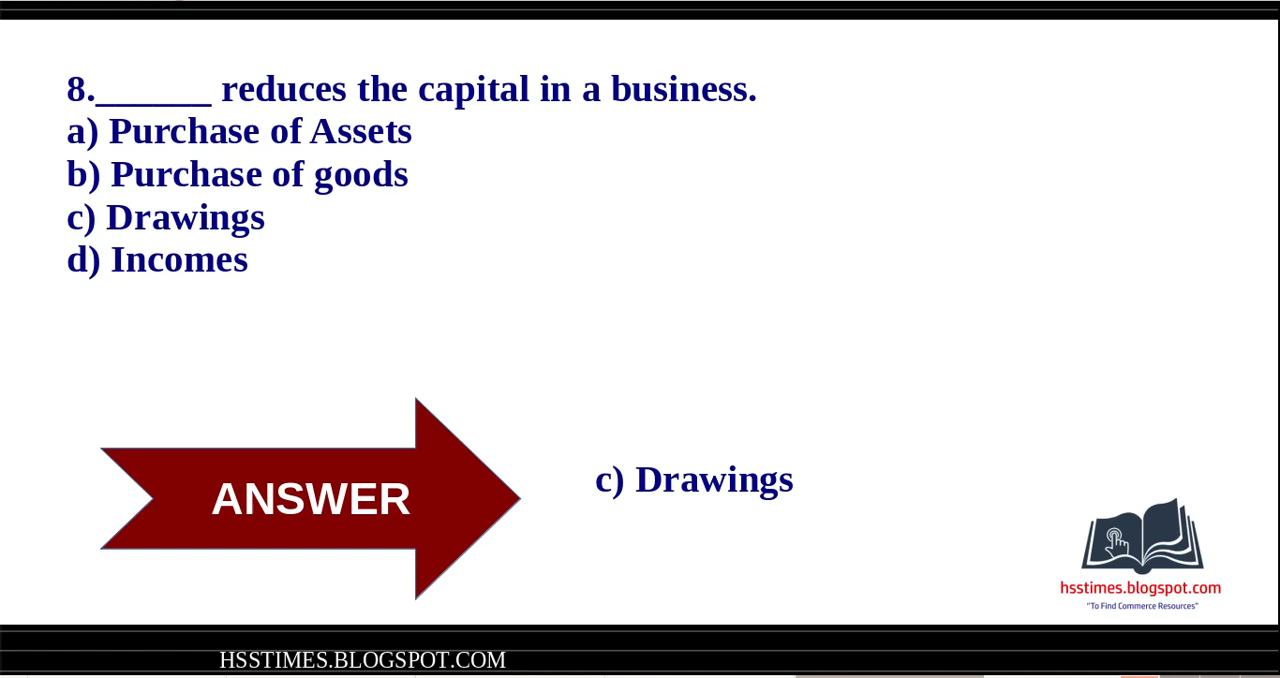 8.______ reduces the capital in a business.
a) Purchase of Assets
b) Purchase of goods
c) Drawings
d) Incomes
ANSWER
c) Drawings
hsstimes.blogspot.com
"To Find Commerce Resources"
HSSTIMES.BLOGSPOT.COM